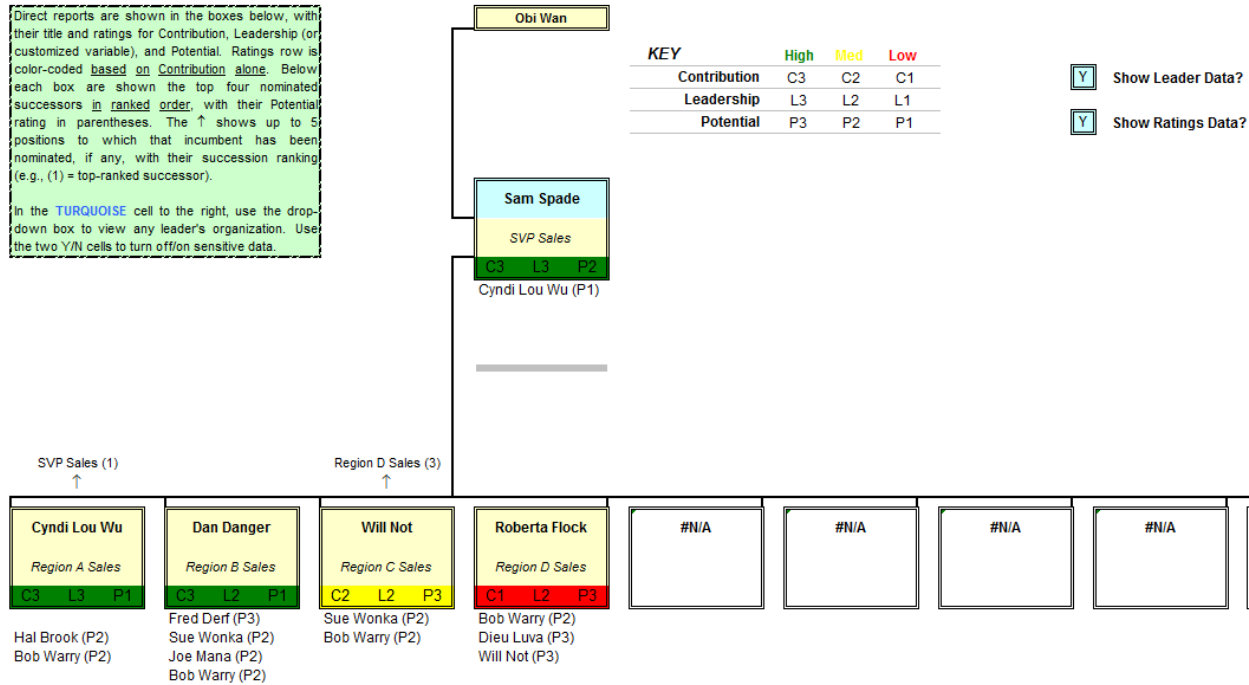 Direct reports are shown in the boxes below, with
their title and ratings for Contribution, Leadership (or
customized variable), and Potential. Ratings row is
color-coded based on Contribution alone. Below
each box are shown the top four nominated
successors in ranked order, with their Potential
rating in parentheses. The ↑ shows up to 5
positions to which that incumbent has been
nominated, if any, with their succession ranking
(e.g., (1) = top-ranked successor).
In the TURQUOISE cell to the right, use the drop-
down box to view any leader's organization. Use
the two Y/N cells to turn off/on sensitive data.
Obi Wan
KEY High Med Low
Contribution C3 C2 C1
Leadership L3 L2 L1
Potential P3 P2 P1
Y Show Leader Data?
Y Show Ratings Data?
Sam Spade
SVP Sales
C3 L3 P2
Cyndi Lou Wu (P1)
SVP Sales (1)
↑
Region D Sales (3)
↑
Cyndi Lou Wu
Region A Sales
C3 L3 P1
Hal Brook (P2)
Bob Warry (P2)
Dan Danger
Region B Sales
C3 L2 P1
Fred Derf (P3)
Sue Wonka (P2)
Joe Mana (P2)
Bob Warry (P2)
Will Not
Region C Sales
C2 L2 P3
Sue Wonka (P2)
Bob Warry (P2)
Roberta Flock
Region D Sales
C1 L2 P3
Bob Warry (P2)
Dieu Luva (P3)
Will Not (P3)
#N/A
#N/A
#N/A
#N/A